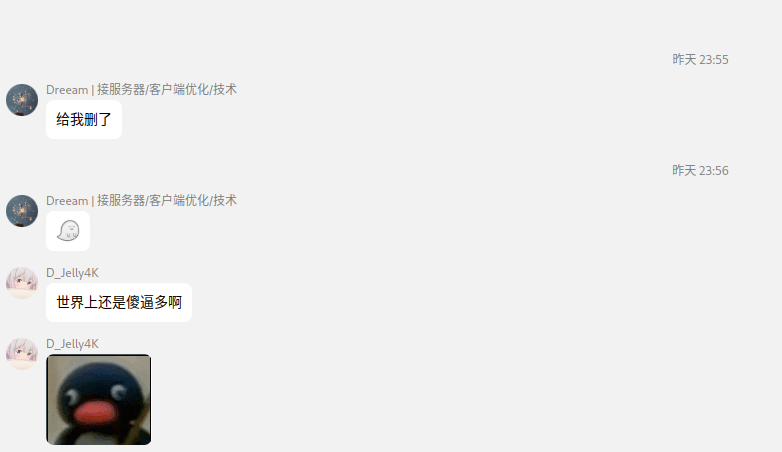 昨天 23:55
Dreeam | 接服务器/客户端优化/技术
给我删了
昨天 23:56
Dreeam | 接服务器/客户端优化/技术
D_Jelly4K
世界上还是傻逼多啊
D_Jelly4K